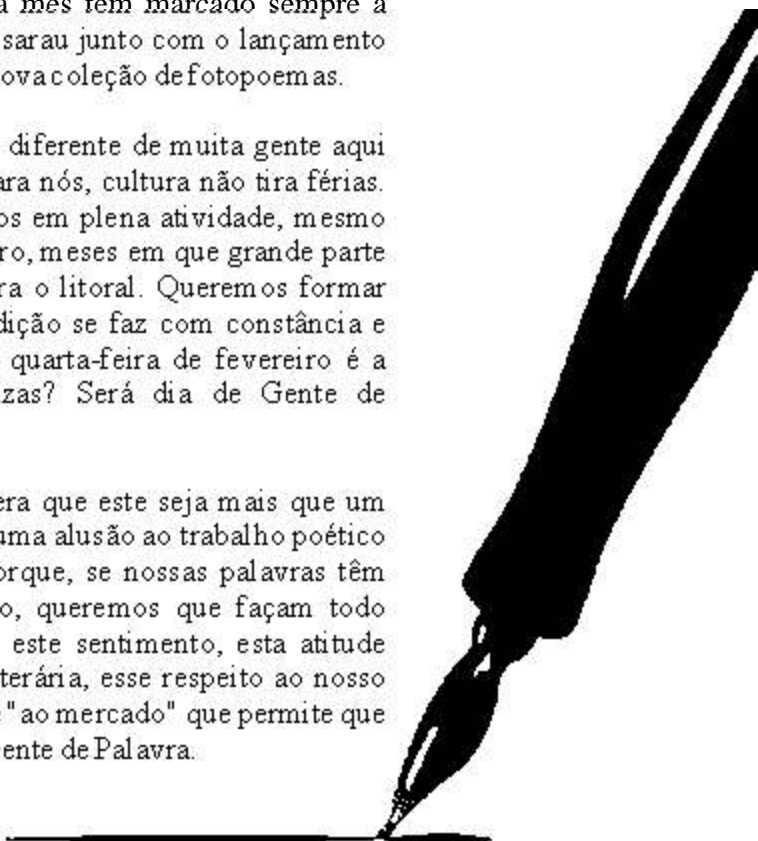 a mês têm marcado sempre a
sarau junto com o lançamento
ova coleção de fotopoemas.
diferente de muita gente aqui
ara nós, cultura não tira férias.
os em plena atividade, mesmo
ro, meses em que grande parte
ra o litoral. Queremos formar
dição se faz com constância e
quarta-feira de fevereiro é a
zas? Será dia de Gente de
era que este seja mais que um
uma alusão ao trabalho poético
orque, se nossas palavras têm
o, queremos que façam todo
este sentimento, esta atitude
terária, esse respeito ao nosso
"ao mercado" que permite que
ente de Palavra.